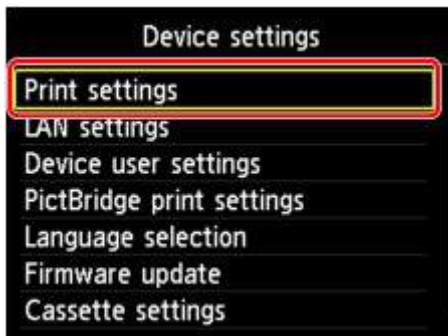 Device settings
Print settings
LAN settings
Device user settings
PictBridge print settings
Language selection
Firmware update
Cassette settings